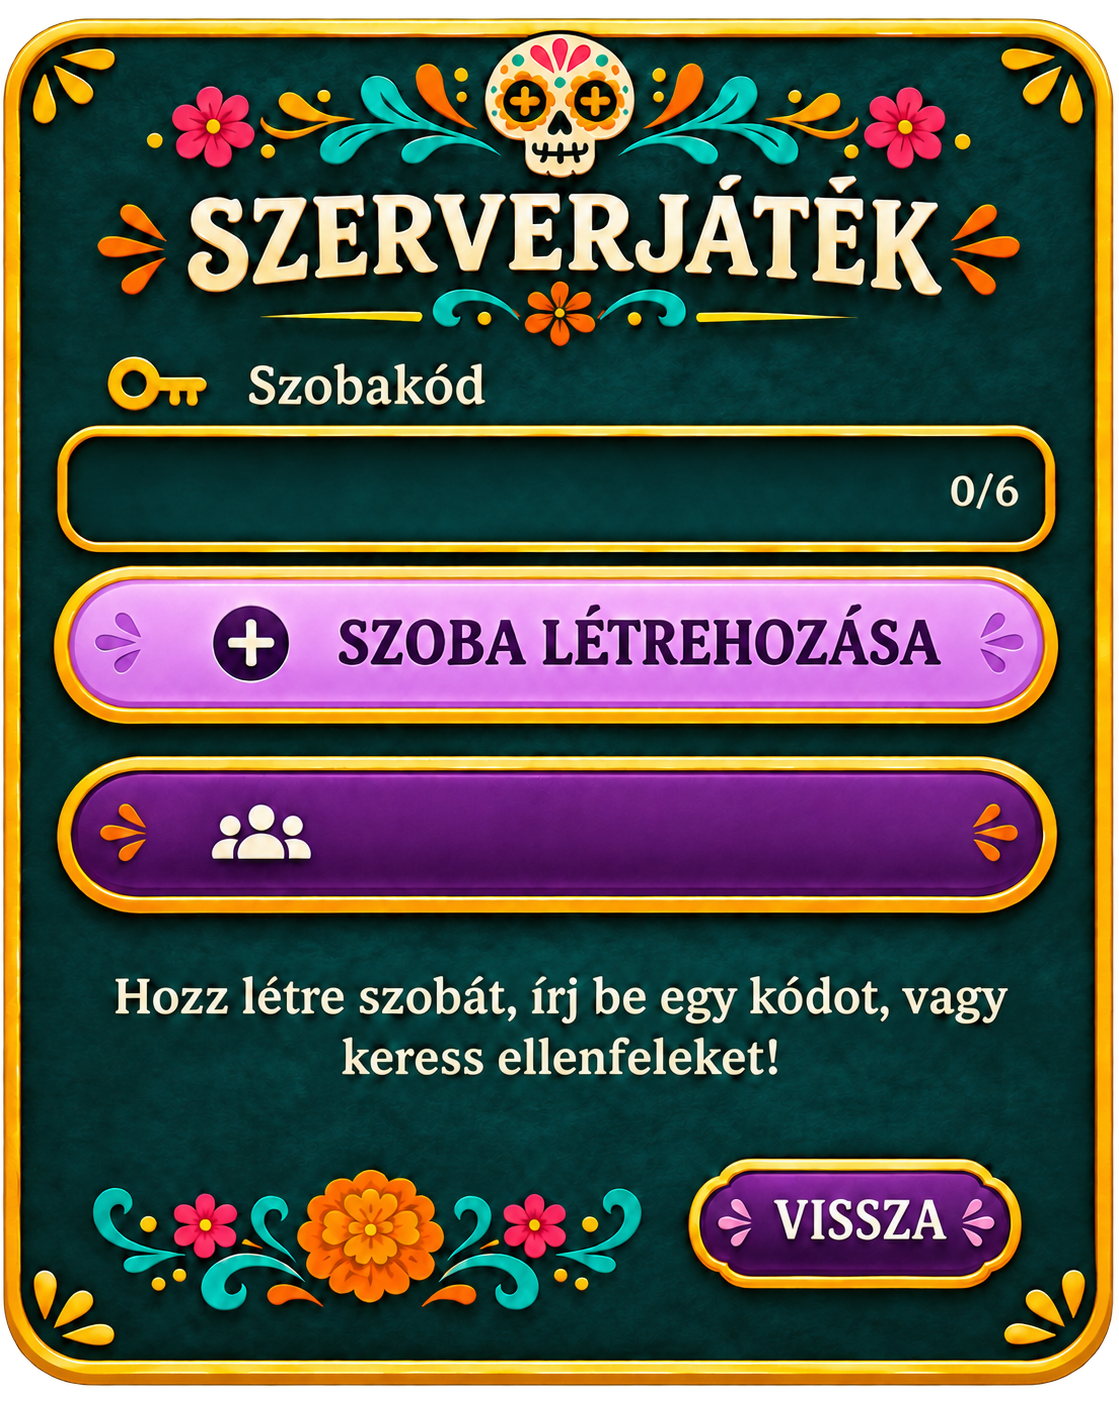 SZERVERJÁTÉK
Szobakód
0/6
SZOBA LÉTREHOZÁSA
Hozz létre szobát, írj be egy kódot, vagy
keress ellenfeleket!
VISSZA